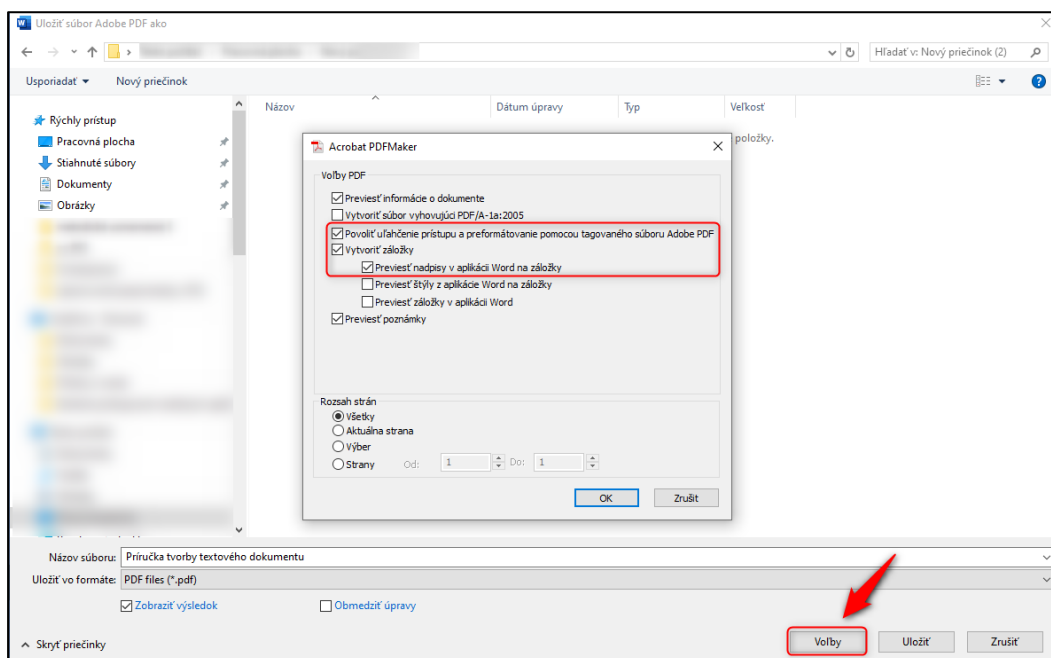 Uložiť súbor Adobe PDF ako
Hľadať v: Nový priečinok (2)
Usporiadať
Nový priečinok
Názov
Dátum úpravy
Typ
Veľkosť
Rýchly prístup
Pracovná plocha
Stiahnuté súbory
Dokumenty
Obrázky
položky.
Acrobat PDFMaker
Voľby PDF
Previesť informácie o dokumente
Vytvoriť súbor vyhovujúci PDF/A-1a:2005
Povoliť uľahčenie prístupu a preformátovanie pomocou tagovaného súboru Adobe PDF
Vytvoriť záložky
Previesť nadpisy v aplikácii Word na záložky
Previesť štýly z aplikácie Word na záložky
Previesť záložky v aplikácii Word
Previesť poznámky
Rozsah strán
Všetky
Aktuálna strana
Výber
Strany Od: 1 Do: 1
OK Zrušiť
Názov súboru: Príručka tvorby textového dokumentu
Uložiť vo formáte: PDF files (*.pdf)
Zobraziť výsledok
Obmedziť úpravy
Skryť priečinky
Voľby Uložiť Zrušiť